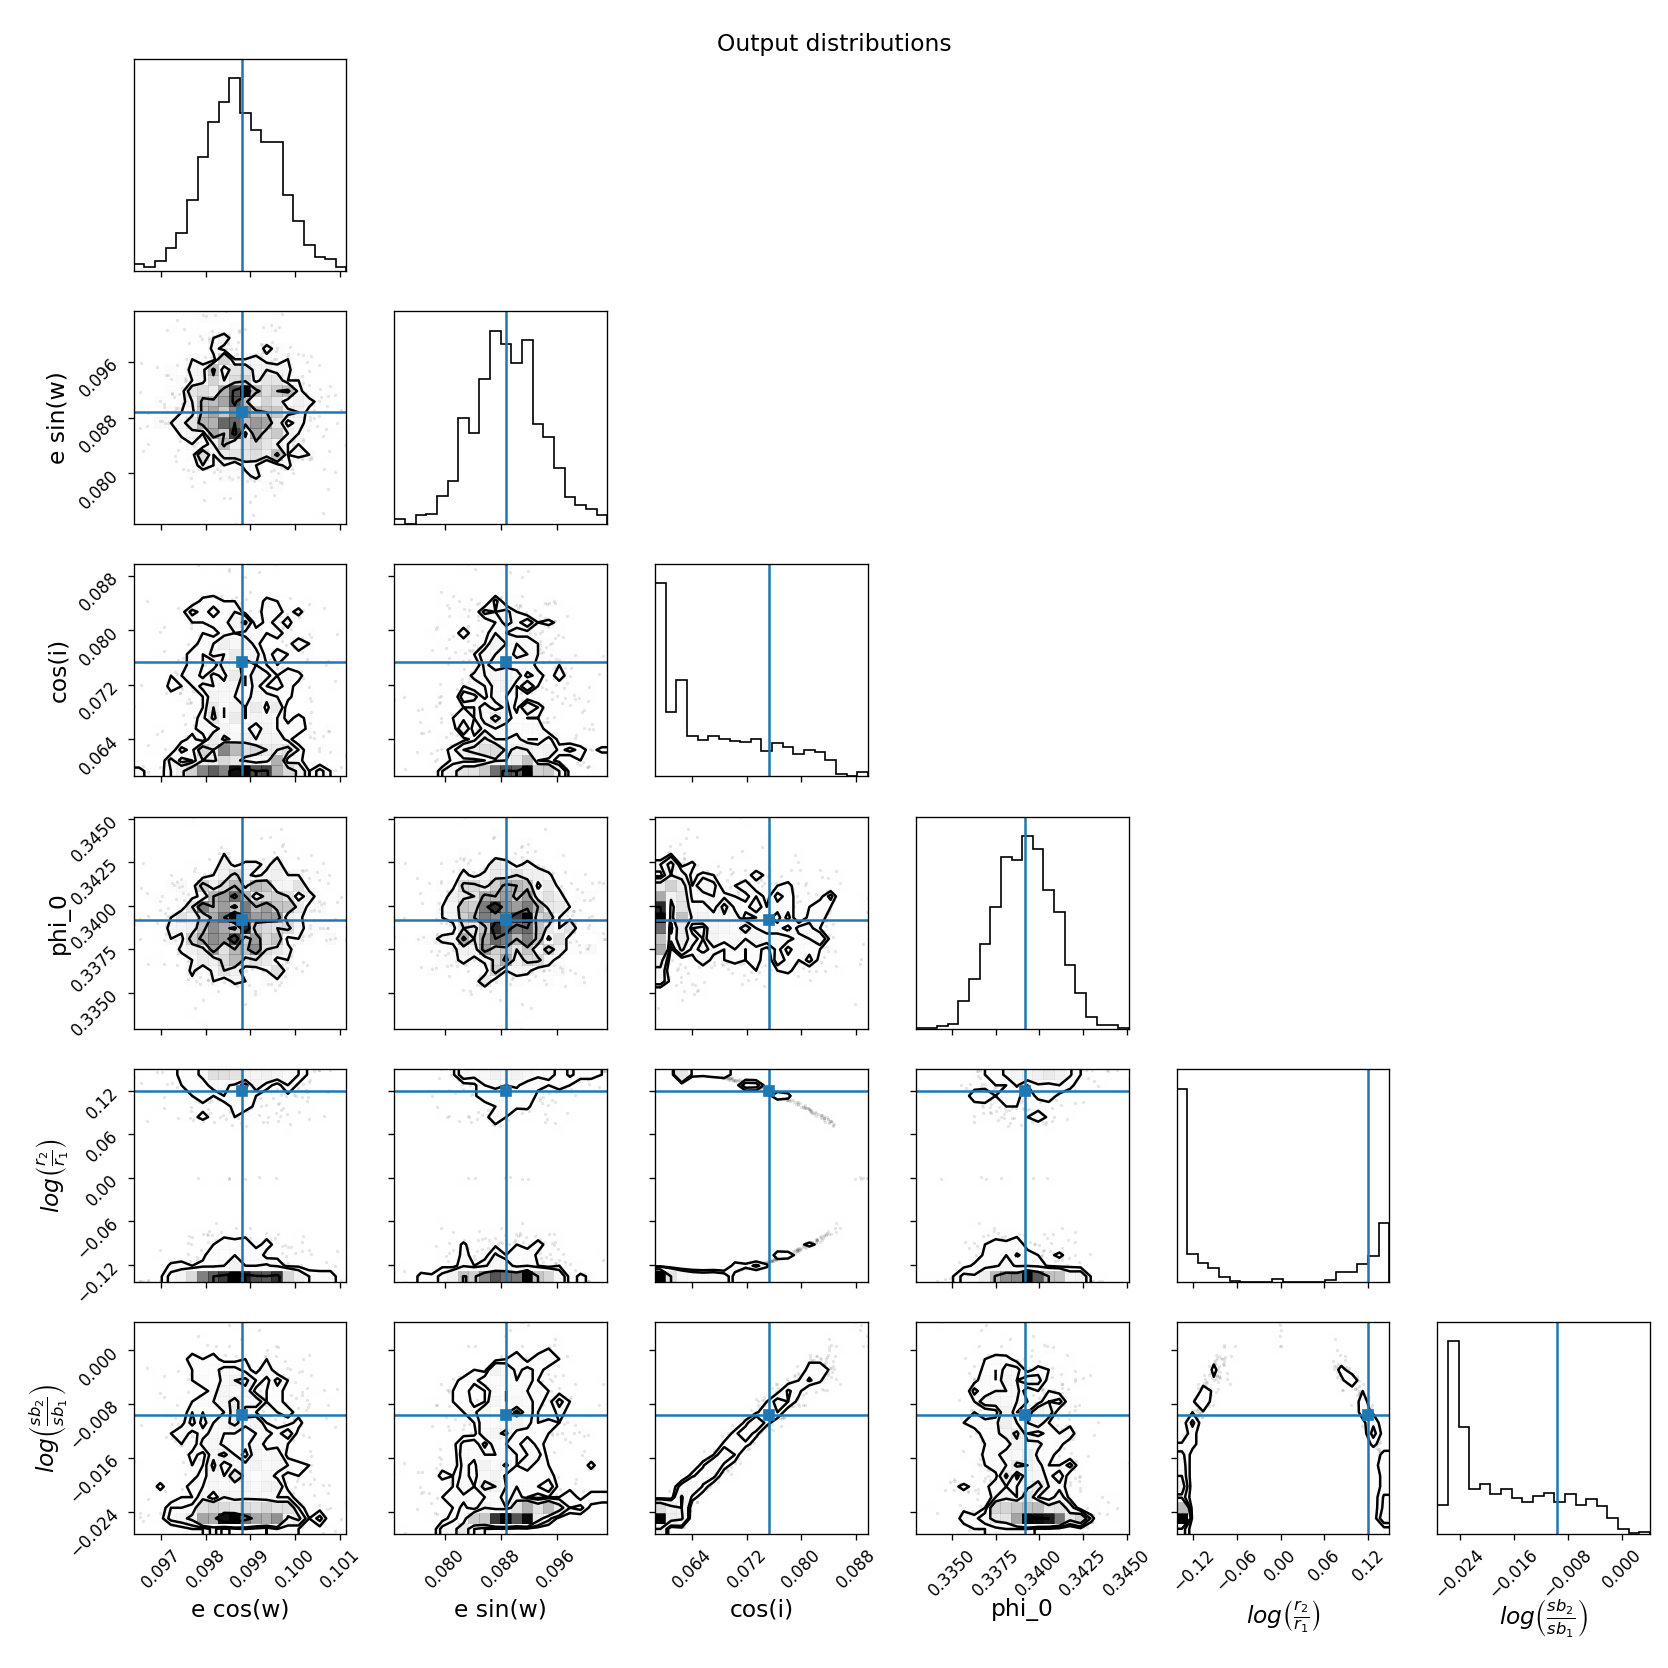 Output distributions
e sin(w)
0.096
0.088
0.080
cos(i)
0.088
0.080
0.072
0.064
phi_0
0.3450
0.3425
0.3400
0.3375
0.3350
log(r2/r1)
0.12
0.06
0.00
−0.06
−0.12
log(sb2/sb1)
0.000
−0.008
−0.016
−0.024
0.097 0.098 0.099 0.100 0.101
0.080 0.088 0.096
0.064 0.072 0.080 0.088
0.3350 0.3375 0.3400 0.3425 0.3450
−0.12 −0.06 0.00 0.06 0.12
−0.024 −0.016 −0.008 0.000
e cos(w)
e sin(w)
cos(i)
phi_0
log(r2/r1)
log(sb2/sb1)